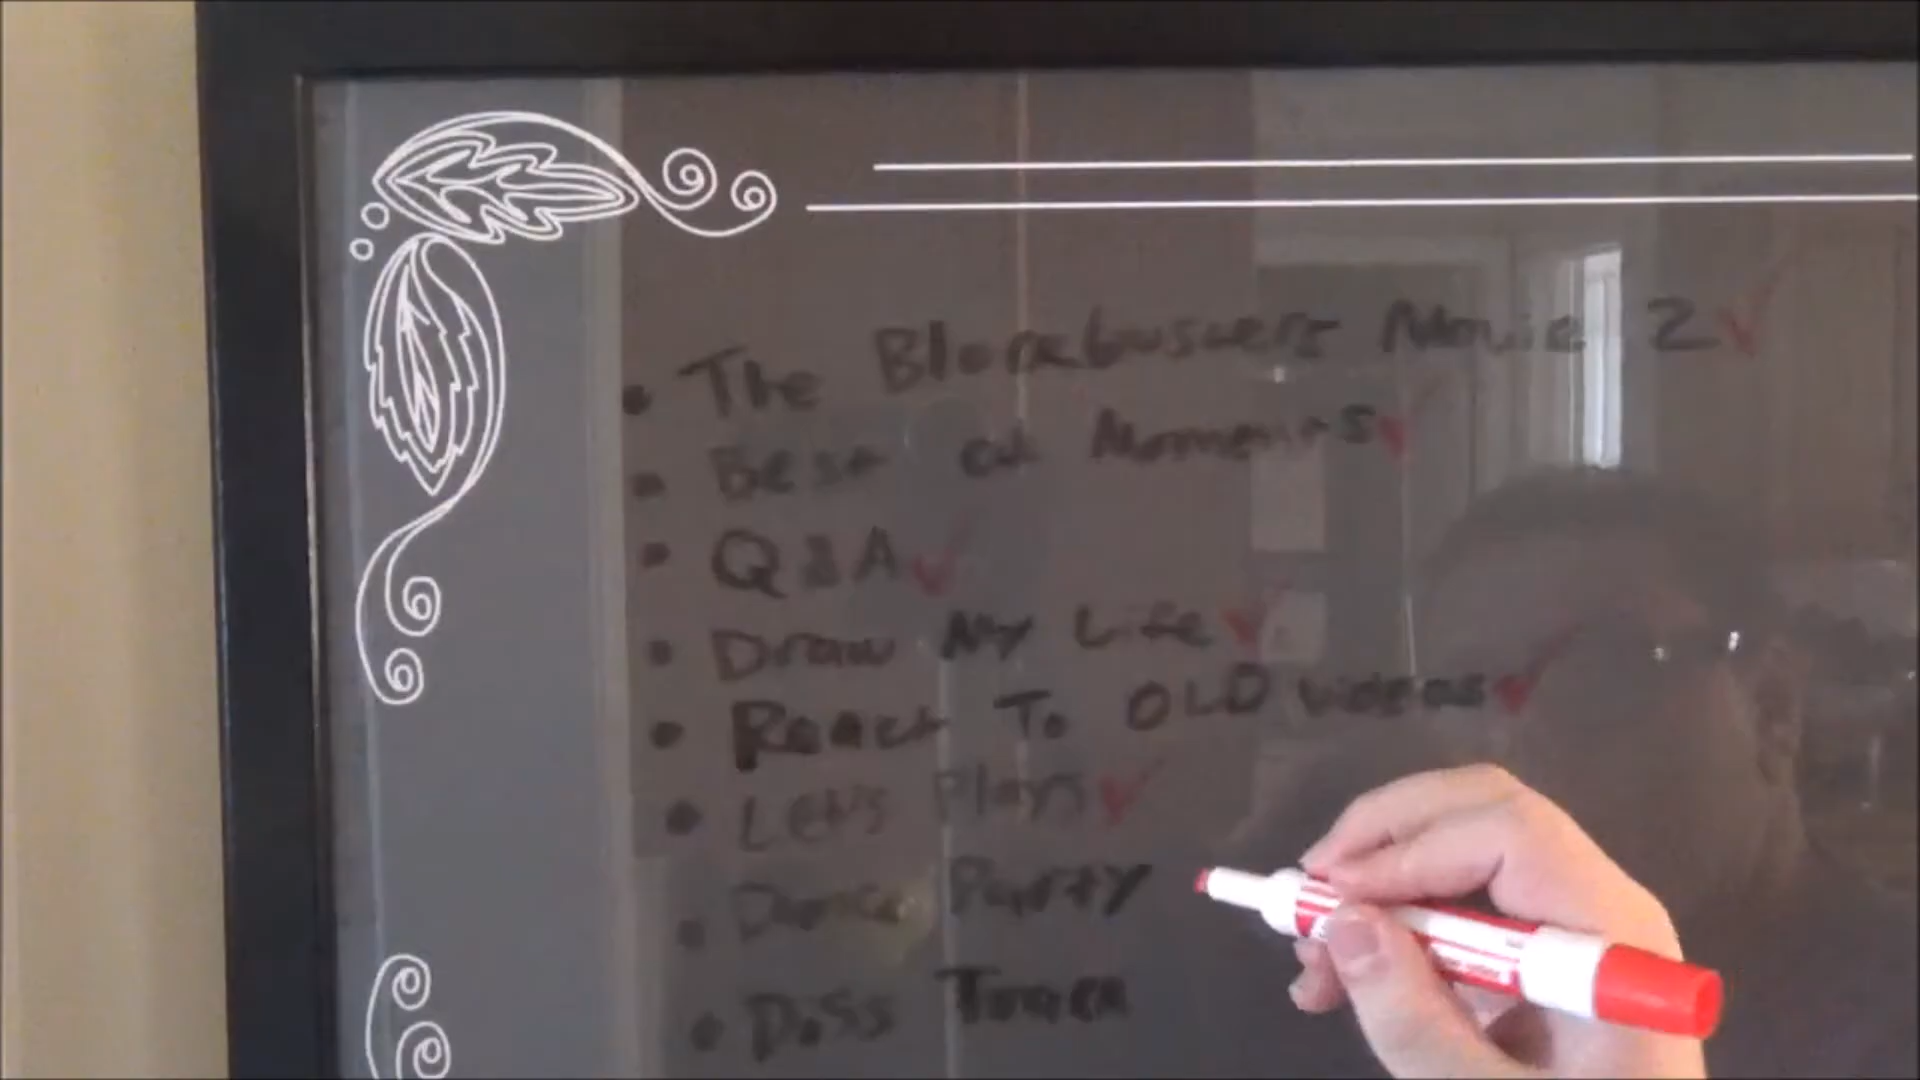 • The Blockbusters Movie 2 ✓
• Best of Moments ✓
• Q&A ✓
• Draw My Life ✓
• React To OLD videos ✓
• Let's Plays ✓
• Dance Party
• Diss Track